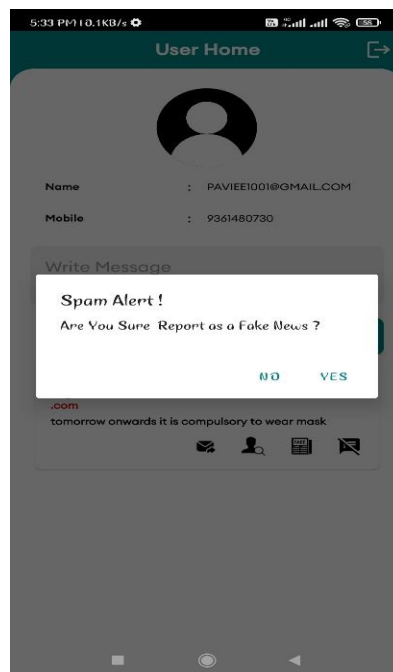 5:33 PM | 0.1KB/s
58
User Home
Name : PAVIEE1001@GMAIL.COM
Mobile : 9361480730
Write Message
Spam Alert !
Are You Sure Report as a Fake News ?
NO YES
.com
tomorrow onwards it is compulsory to wear mask